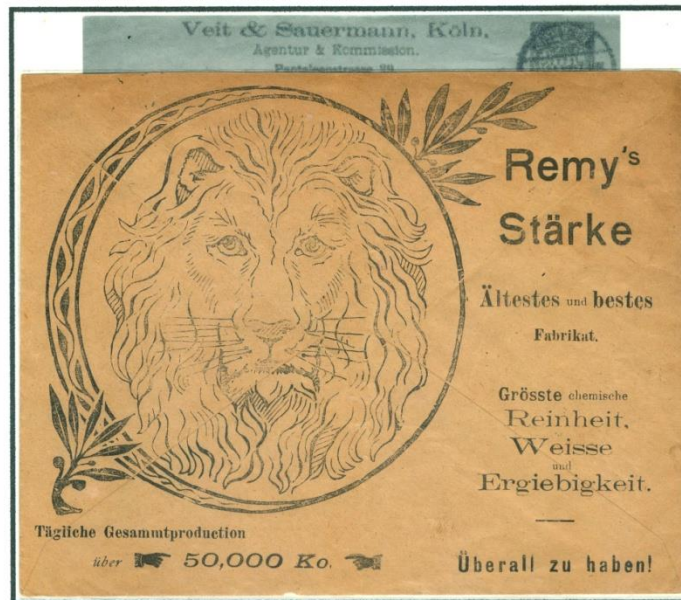 Veit & Sauermann, Köln,
Agentur & Kommission.
Remy's
Stärke
Ältestes und bestes
Fabrikat.
Grösste chemische
Reinheit,
Weisse
und
Ergiebigkeit.
Tägliche Gesammtproduction
über 50,000 Ko.
Überall zu haben!